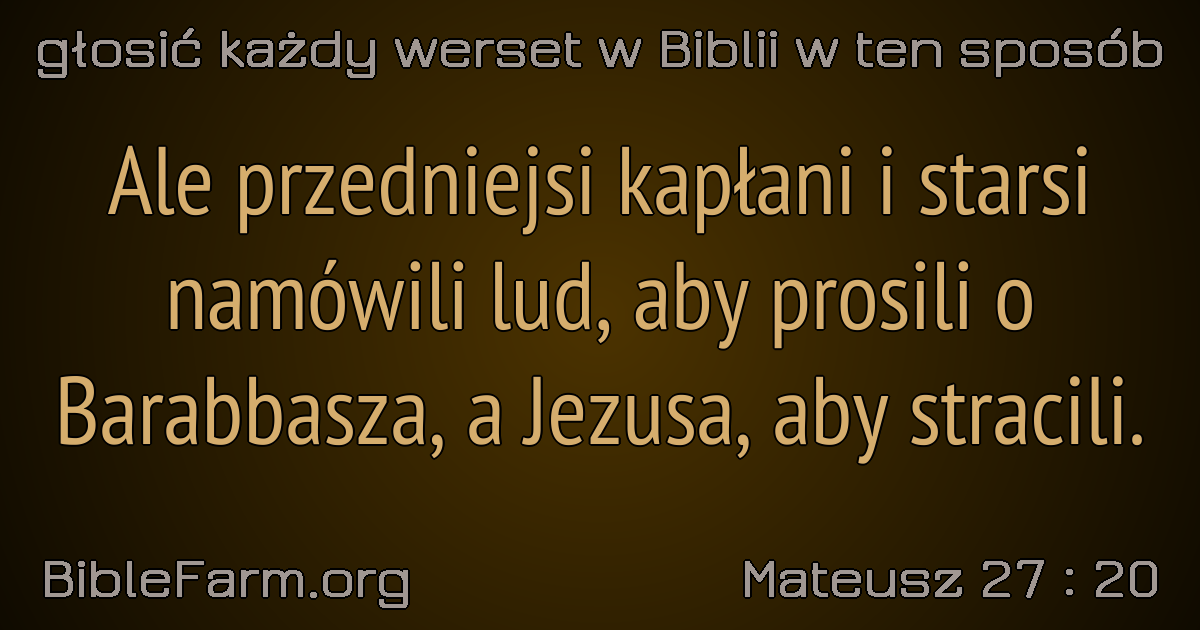 głosić każdy werset w Biblii w ten sposób
Ale przedniejsi kapłani i starsi
namówili lud, aby prosili o
Barabbasza, a Jezusa, aby stracili.
BibleFarm.org
Mateusz 27 : 20